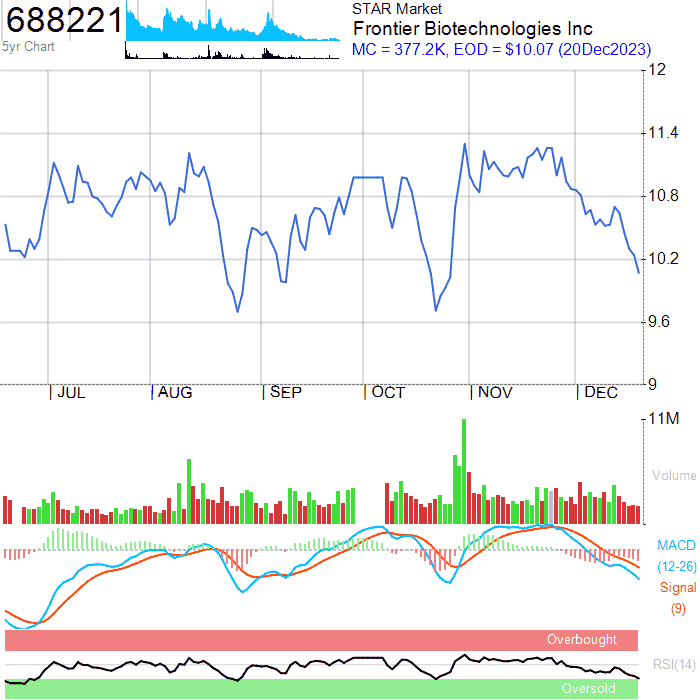 688221
5yr Chart
STAR Market
Frontier Biotechnologies Inc
MC = 377.2K, EOD = $10.07 (20Dec2023)
12
11.4
10.8
10.2
9.6
9
JUL
AUG
SEP
OCT
NOV
DEC
11M
Volume
MACD
(12-26)
Signal
(9)
Overbought
RSI(14)
Oversold